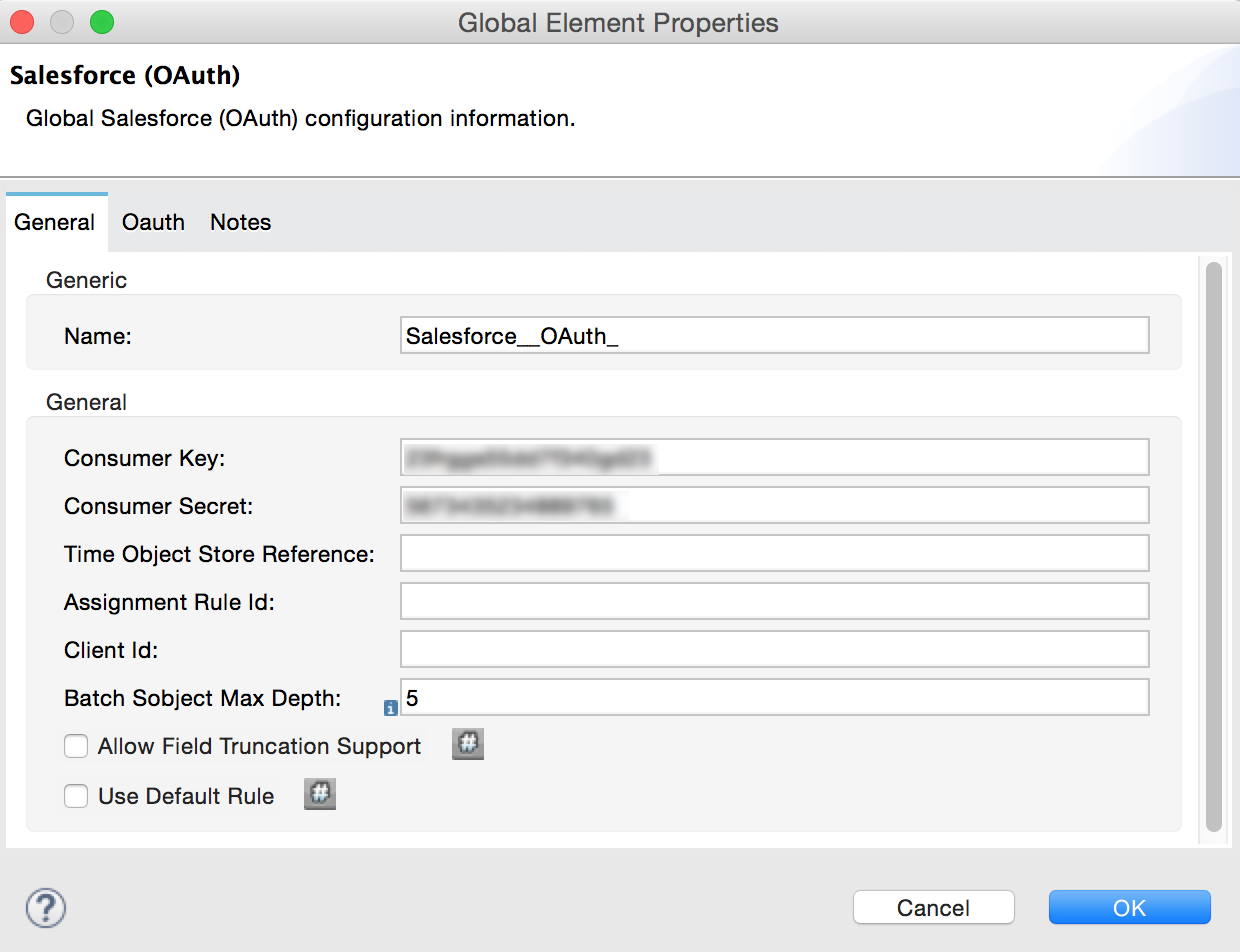 Global Element Properties
Salesforce (OAuth)
Global Salesforce (OAuth) configuration information.
General Oauth Notes
Generic
Name: Salesforce__OAuth_
General
Consumer Key:
Consumer Secret:
Time Object Store Reference:
Assignment Rule Id:
Client Id:
Batch Sobject Max Depth: i 5
Allow Field Truncation Support #
Use Default Rule #
? Cancel OK